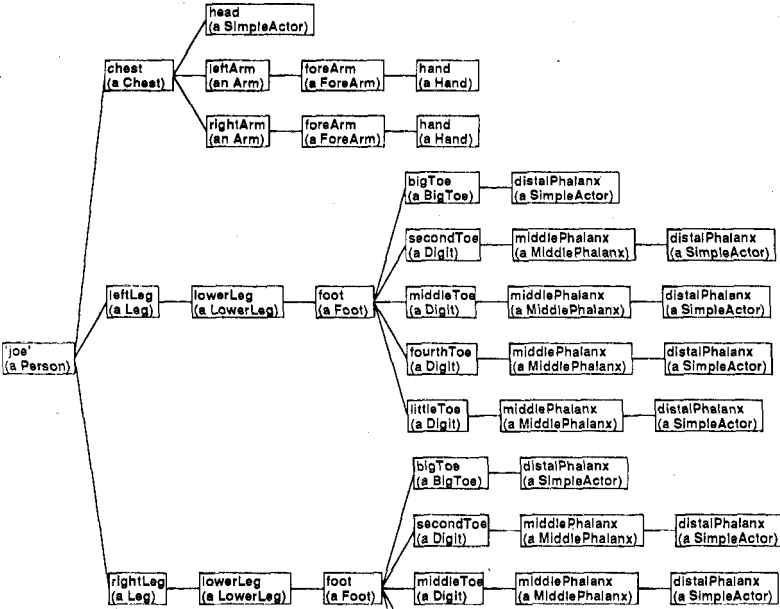 head
(a SimpleActor)
chest
(a Chest)
leftArm
(an Arm)
foreArm
(a ForeArm)
hand
(a Hand)
rightArm
(an Arm)
foreArm
(a ForeArm)
hand
(a Hand)
bigToe
(a BigToe)
distalPhalanx
(a SimpleActor)
secondToe
(a Digit)
middlePhalanx
(a MiddlePhalanx)
distalPhalanx
(a SimpleActor)
leftLeg
(a Leg)
lowerLeg
(a LowerLeg)
foot
(a Foot)
middleToe
(a Digit)
middlePhalanx
(a MiddlePhalanx)
distalPhalanx
(a SimpleActor)
'joe'
(a Person)
fourthToe
(a Digit)
middlePhalanx
(a MiddlePhalanx)
distalPhalanx
(a SimpleActor)
littleToe
(a Digit)
middlePhalanx
(a MiddlePhalanx)
distalPhalanx
(a SimpleActor)
bigToe
(a BigToe)
distalPhalanx
(a SimpleActor)
secondToe
(a Digit)
middlePhalanx
(a MiddlePhalanx)
distalPhalanx
(a SimpleActor)
rightLeg
(a Leg)
lowerLeg
(a LowerLeg)
foot
(a Foot)
middleToe
(a Digit)
middlePhalanx
(a MiddlePhalanx)
distalPhalanx
(a SimpleActor)